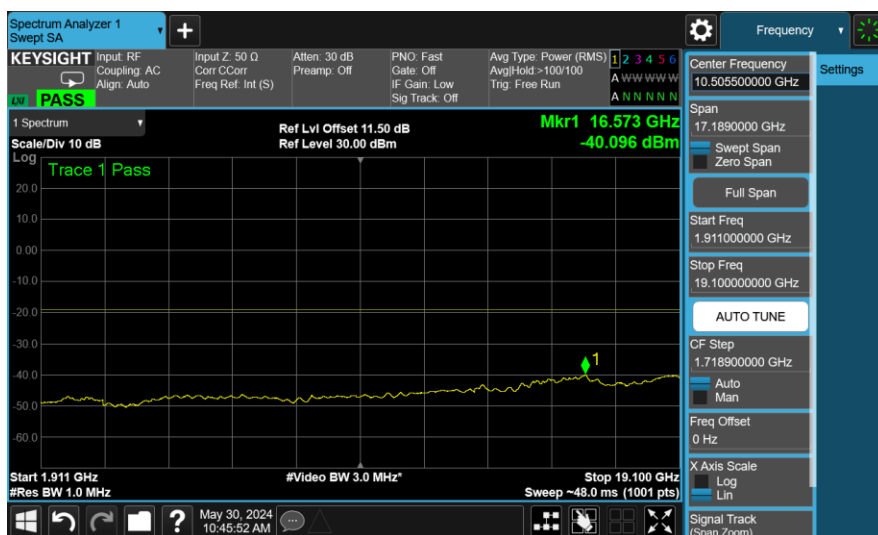 Spectrum Analyzer 1
Swept SA
+
Frequency
KEYSIGHT
Input: RF
Coupling: AC
Align: Auto
Input Z: 50 Ω
Corr CCorr
Freq Ref: Int (S)
Atten: 30 dB
Preamp: Off
PNO: Fast
Gate: Off
IF Gain: Low
Sig Track: Off
Avg Type: Power (RMS)
Avg|Hold:>100/100
Trig: Free Run
1 2 3 4 5 6
A W W W W W
A N N N N N
LXI PASS
1 Spectrum
Scale/Div 10 dB
Ref Lvl Offset 11.50 dB
Ref Level 30.00 dBm
Mkr1 16.573 GHz
-40.096 dBm
Log
Trace 1 Pass
20.0
10.0
0.00
-10.0
-20.0
-30.0
-40.0
-50.0
-60.0
1
Start 1.911 GHz
#Res BW 1.0 MHz
#Video BW 3.0 MHz*
Stop 19.100 GHz
Sweep ~48.0 ms (1001 pts)
?
May 30, 2024
10:45:52 AM
Center Frequency
10.505500000 GHz
Settings
Span
17.1890000 GHz
Swept Span
Zero Span
Full Span
Start Freq
1.911000000 GHz
Stop Freq
19.100000000 GHz
AUTO TUNE
CF Step
1.718900000 GHz
Auto
Man
Freq Offset
0 Hz
X Axis Scale
Log
Lin
Signal Track
(Span Zoom)